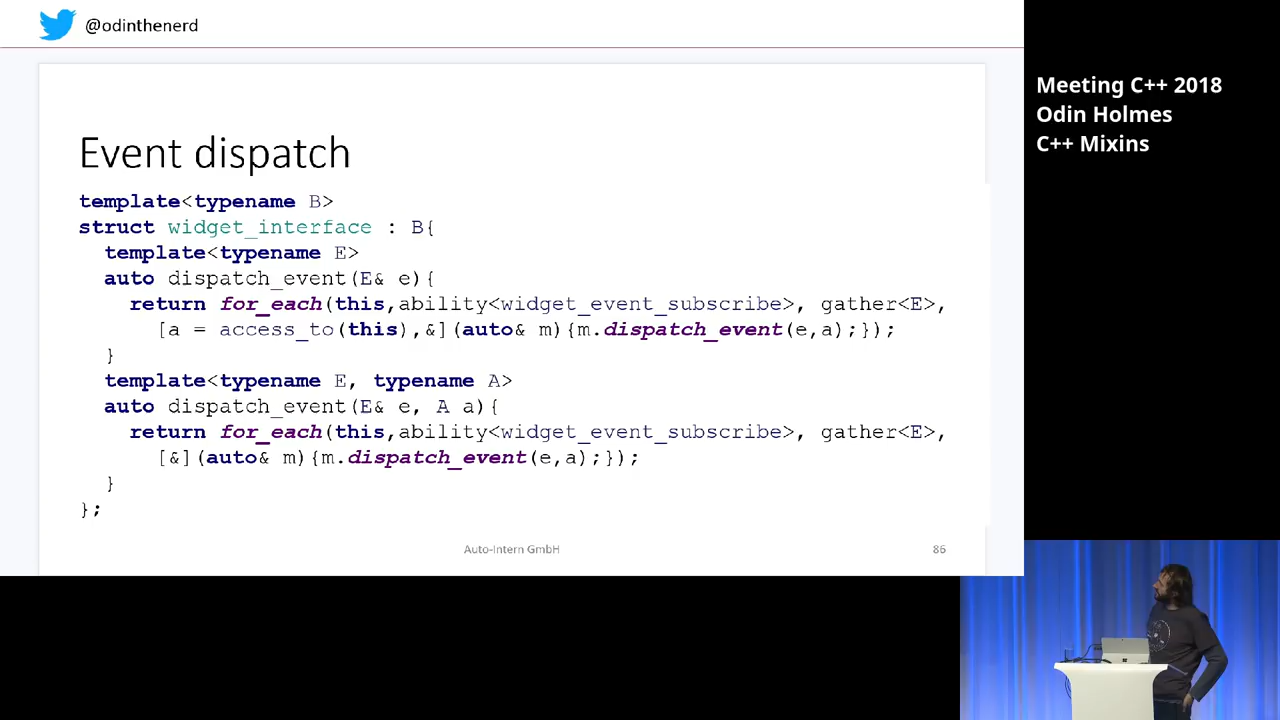 @odinthenerd
Meeting C++ 2018
Odin Holmes
C++ Mixins
Event dispatch
template<typename B>
struct widget_interface : B{
template<typename E>
auto dispatch_event(E& e){
return for_each(this,ability<widget_event_subscribe>, gather<E>,
[a = access_to(this),&](auto& m){m.dispatch_event(e,a);});
}
template<typename E, typename A>
auto dispatch_event(E& e, A a){
return for_each(this,ability<widget_event_subscribe>, gather<E>,
[&](auto& m){m.dispatch_event(e,a);});
}
};
Auto-Intern GmbH
86